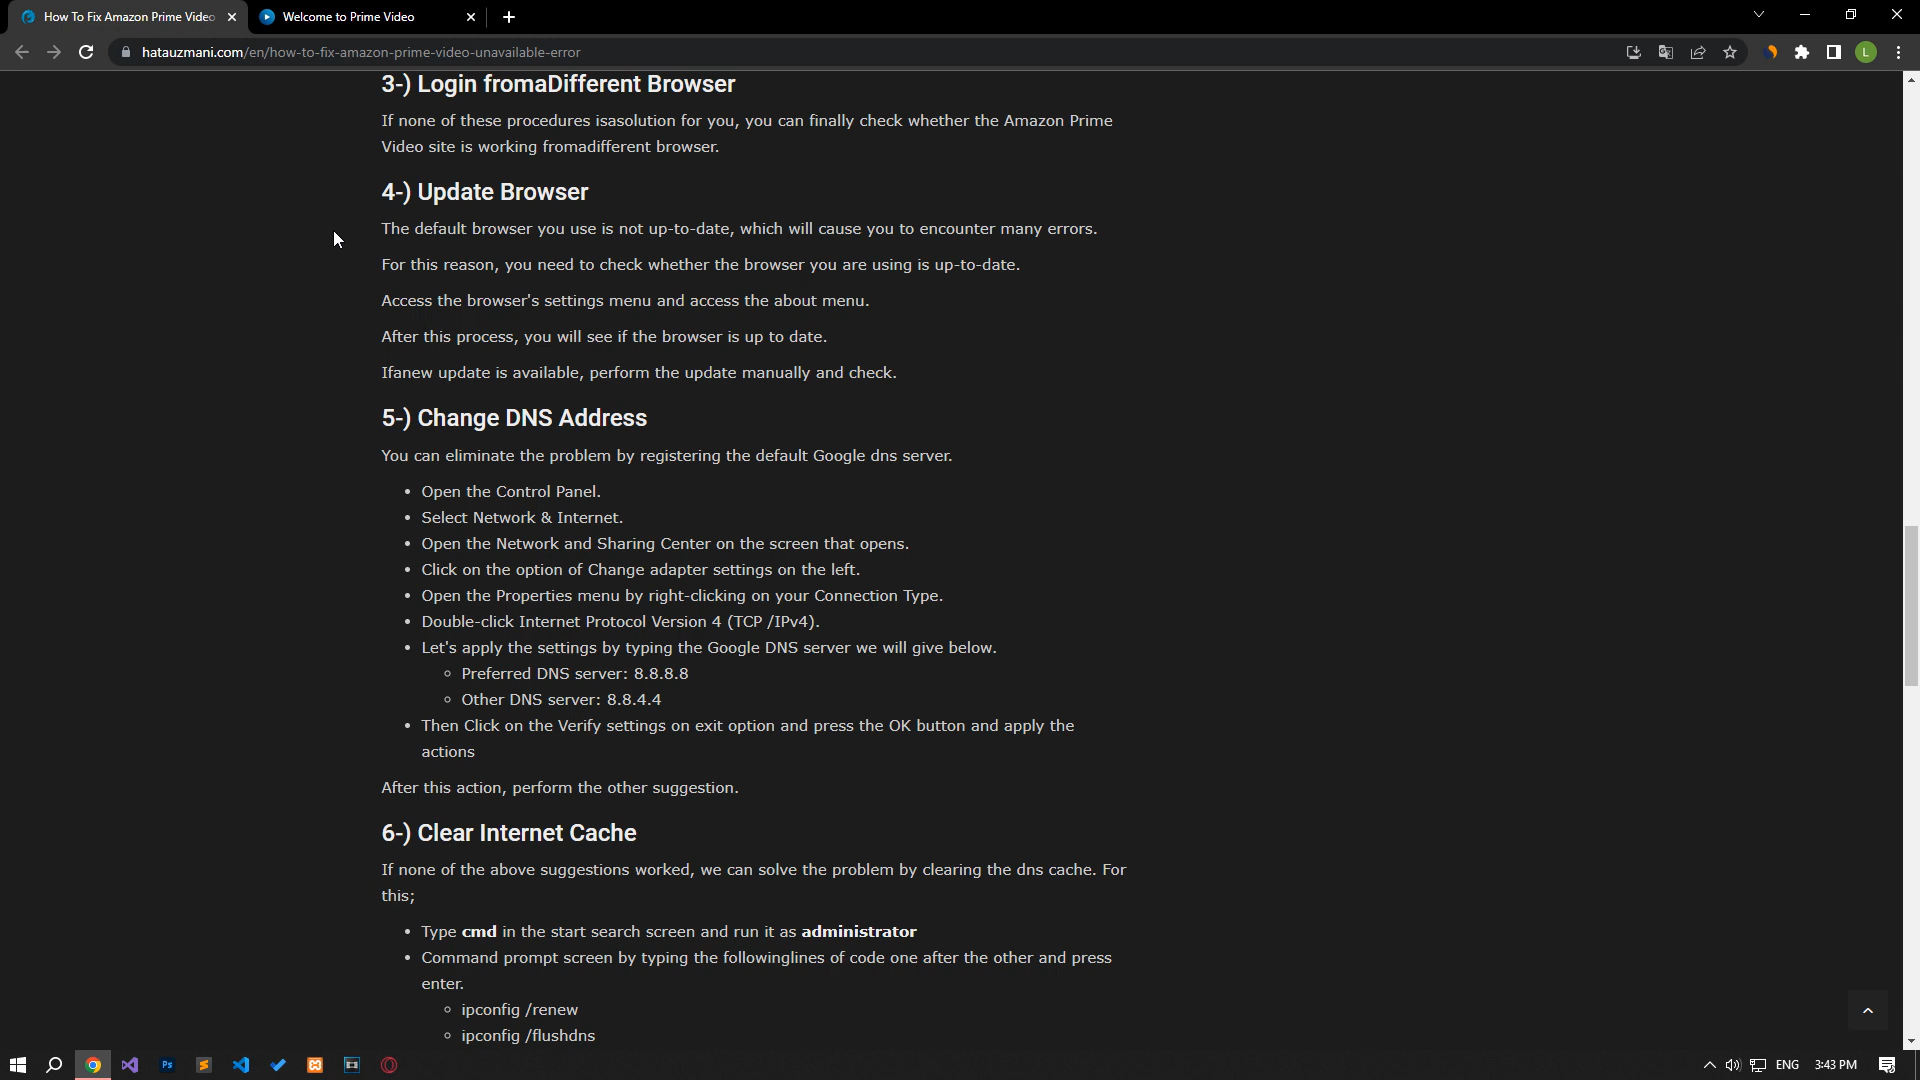 How To Fix Amazon Prime Video
Welcome to Prime Video
hatauzmani.com/en/how-to-fix-amazon-prime-video-unavailable-error
L
3-) Login fromaDifferent Browser
If none of these procedures isasolution for you, you can finally check whether the Amazon Prime
Video site is working fromadifferent browser.
4-) Update Browser
The default browser you use is not up-to-date, which will cause you to encounter many errors.
For this reason, you need to check whether the browser you are using is up-to-date.
Access the browser's settings menu and access the about menu.
After this process, you will see if the browser is up to date.
Ifanew update is available, perform the update manually and check.
5-) Change DNS Address
You can eliminate the problem by registering the default Google dns server.
• Open the Control Panel.
• Select Network & Internet.
• Open the Network and Sharing Center on the screen that opens.
• Click on the option of Change adapter settings on the left.
• Open the Properties menu by right-clicking on your Connection Type.
• Double-click Internet Protocol Version 4 (TCP /IPv4).
• Let's apply the settings by typing the Google DNS server we will give below.
◦ Preferred DNS server: 8.8.8.8
◦ Other DNS server: 8.8.4.4
• Then Click on the Verify settings on exit option and press the OK button and apply the
actions
After this action, perform the other suggestion.
6-) Clear Internet Cache
If none of the above suggestions worked, we can solve the problem by clearing the dns cache. For
this;
• Type cmd in the start search screen and run it as administrator
• Command prompt screen by typing the followinglines of code one after the other and press
enter.
◦ ipconfig /renew
◦ ipconfig /flushdns
Ps
ENG
3:43 PM